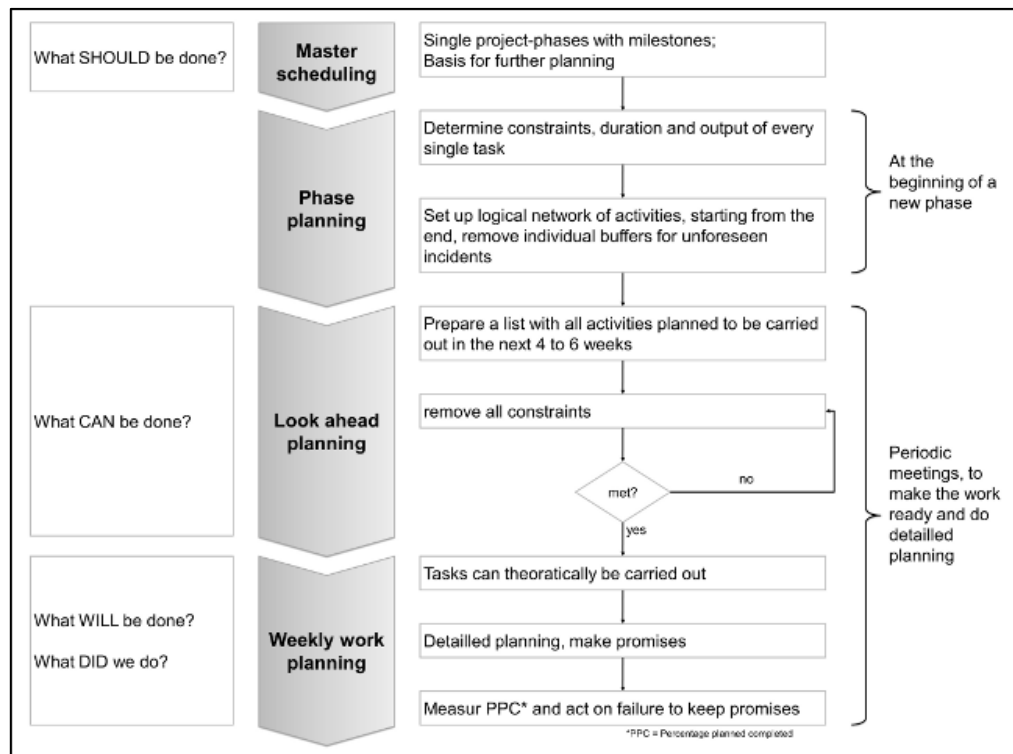 What SHOULD be done?
Master
scheduling
Single project-phases with milestones;
Basis for further planning
Phase
planning
Determine constraints, duration and output of every
single task
Set up logical network of activities, starting from the
end, remove individual buffers for unforeseen
incidents
At the
beginning of a
new phase
What CAN be done?
Look ahead
planning
Prepare a list with all activities planned to be carried
out in the next 4 to 6 weeks
remove all constraints
met?
no
yes
Periodic
meetings, to
make the work
ready and do
detailled
planning
What WILL be done?
What DID we do?
Weekly work
planning
Tasks can theoratically be carried out
Detailled planning, make promises
Measur PPC* and act on failure to keep promises
*PPC = Percentage planned completed